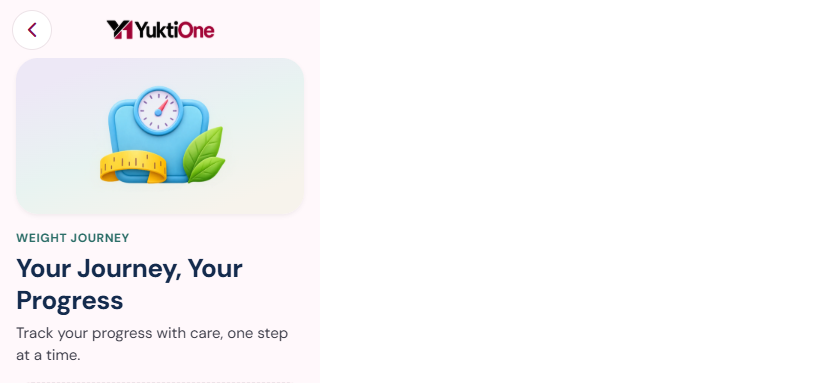 YuktiOne
WEIGHT JOURNEY
Your Journey, Your
Progress
Track your progress with care, one step
at a time.